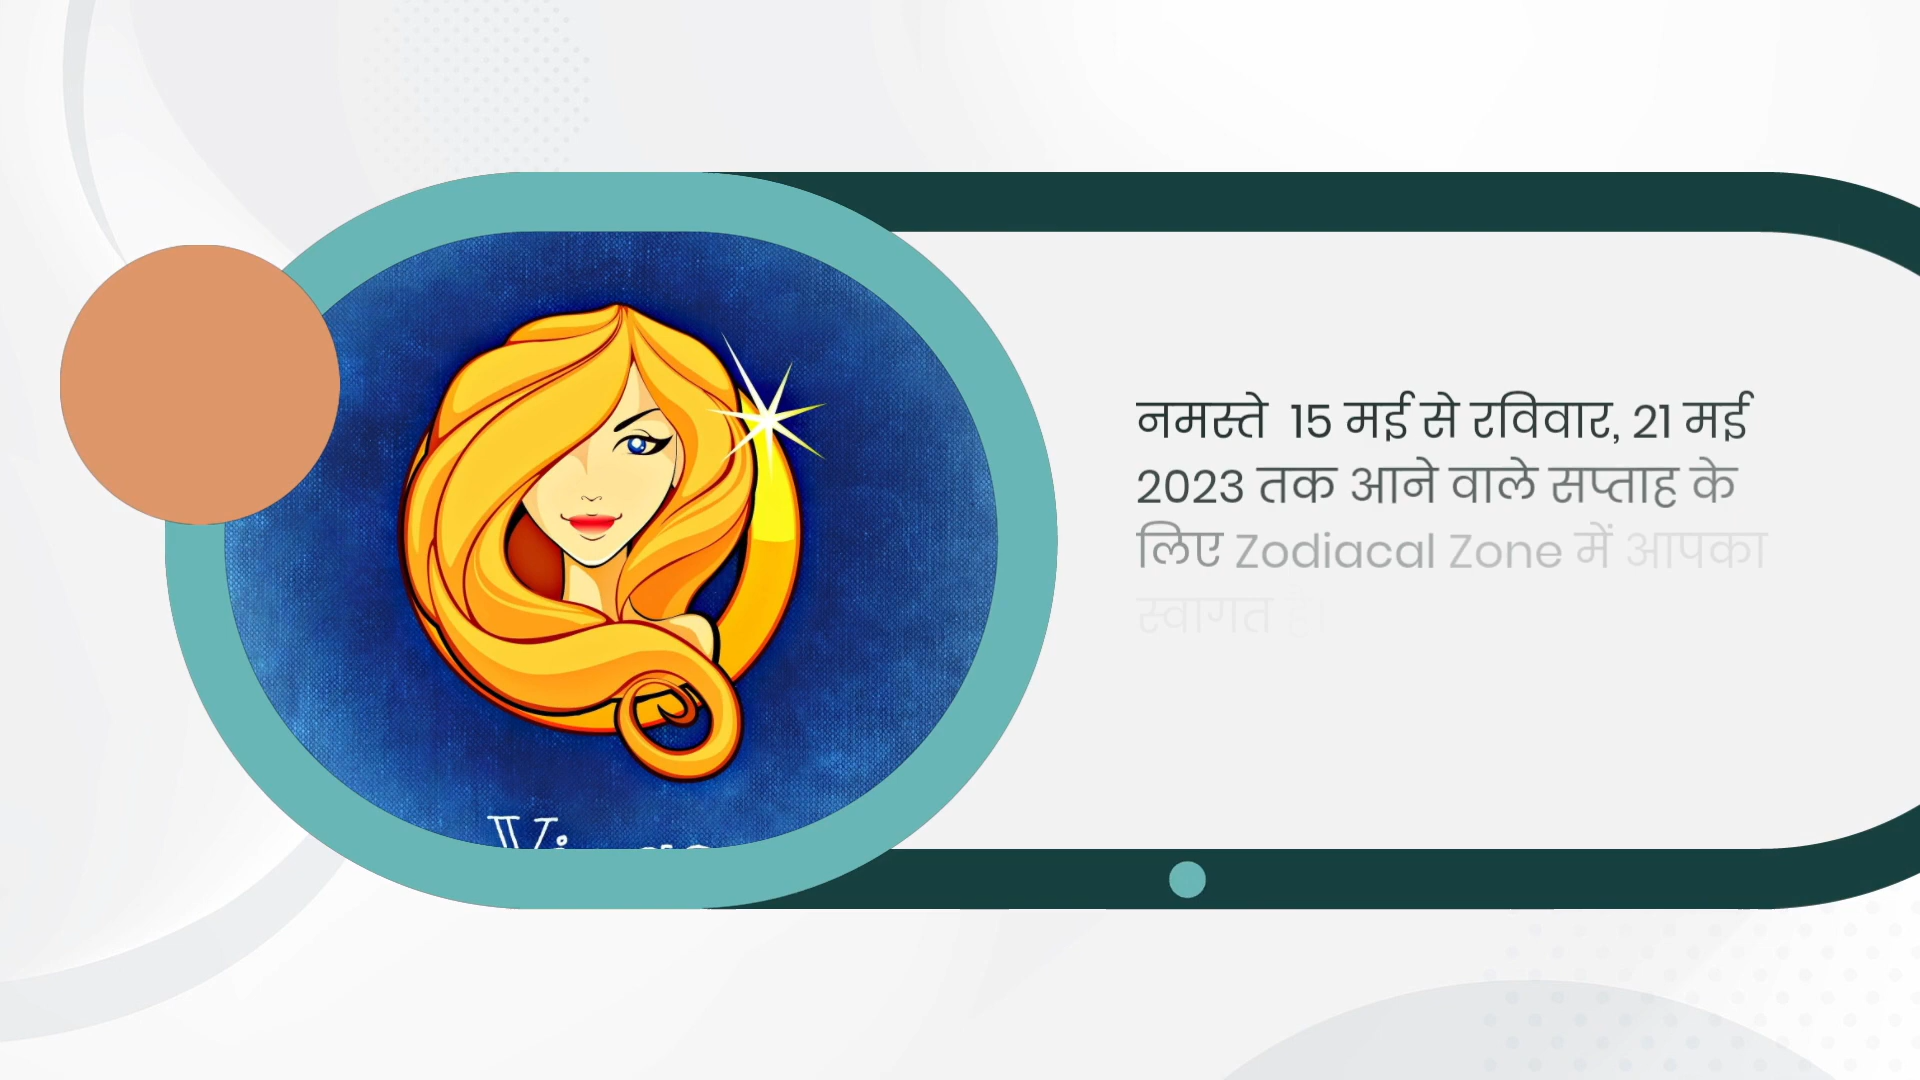 नमस्ते 15 मई से रविवार, 21 मई
2023 तक आने वाले सप्ताह के
लिए Zodiacal Zone में आपका
स्वागत है।